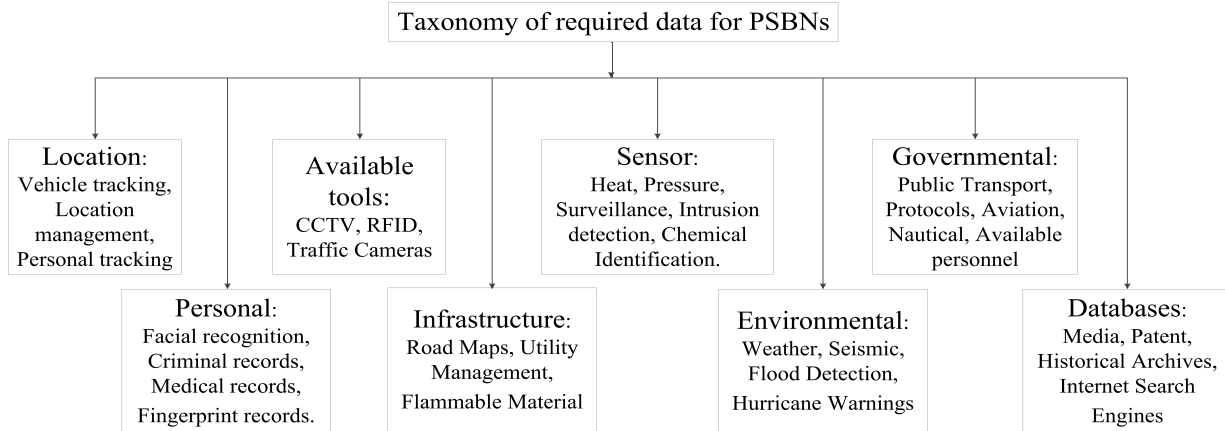 Taxonomy of required data for PSBNs
Location:
Vehicle tracking,
Location
management,
Personal tracking
Available
tools:
CCTV, RFID,
Traffic Cameras
Sensor:
Heat, Pressure,
Surveillance, Intrusion
detection, Chemical
Identification.
Governmental:
Public Transport,
Protocols, Aviation,
Nautical, Available
personnel
Personal:
Facial recognition,
Criminal records,
Medical records,
Fingerprint records.
Infrastructure:
Road Maps, Utility
Management,
Flammable Material
Environmental:
Weather, Seismic,
Flood Detection,
Hurricane Warnings
Databases:
Media, Patent,
Historical Archives,
Internet Search
Engines